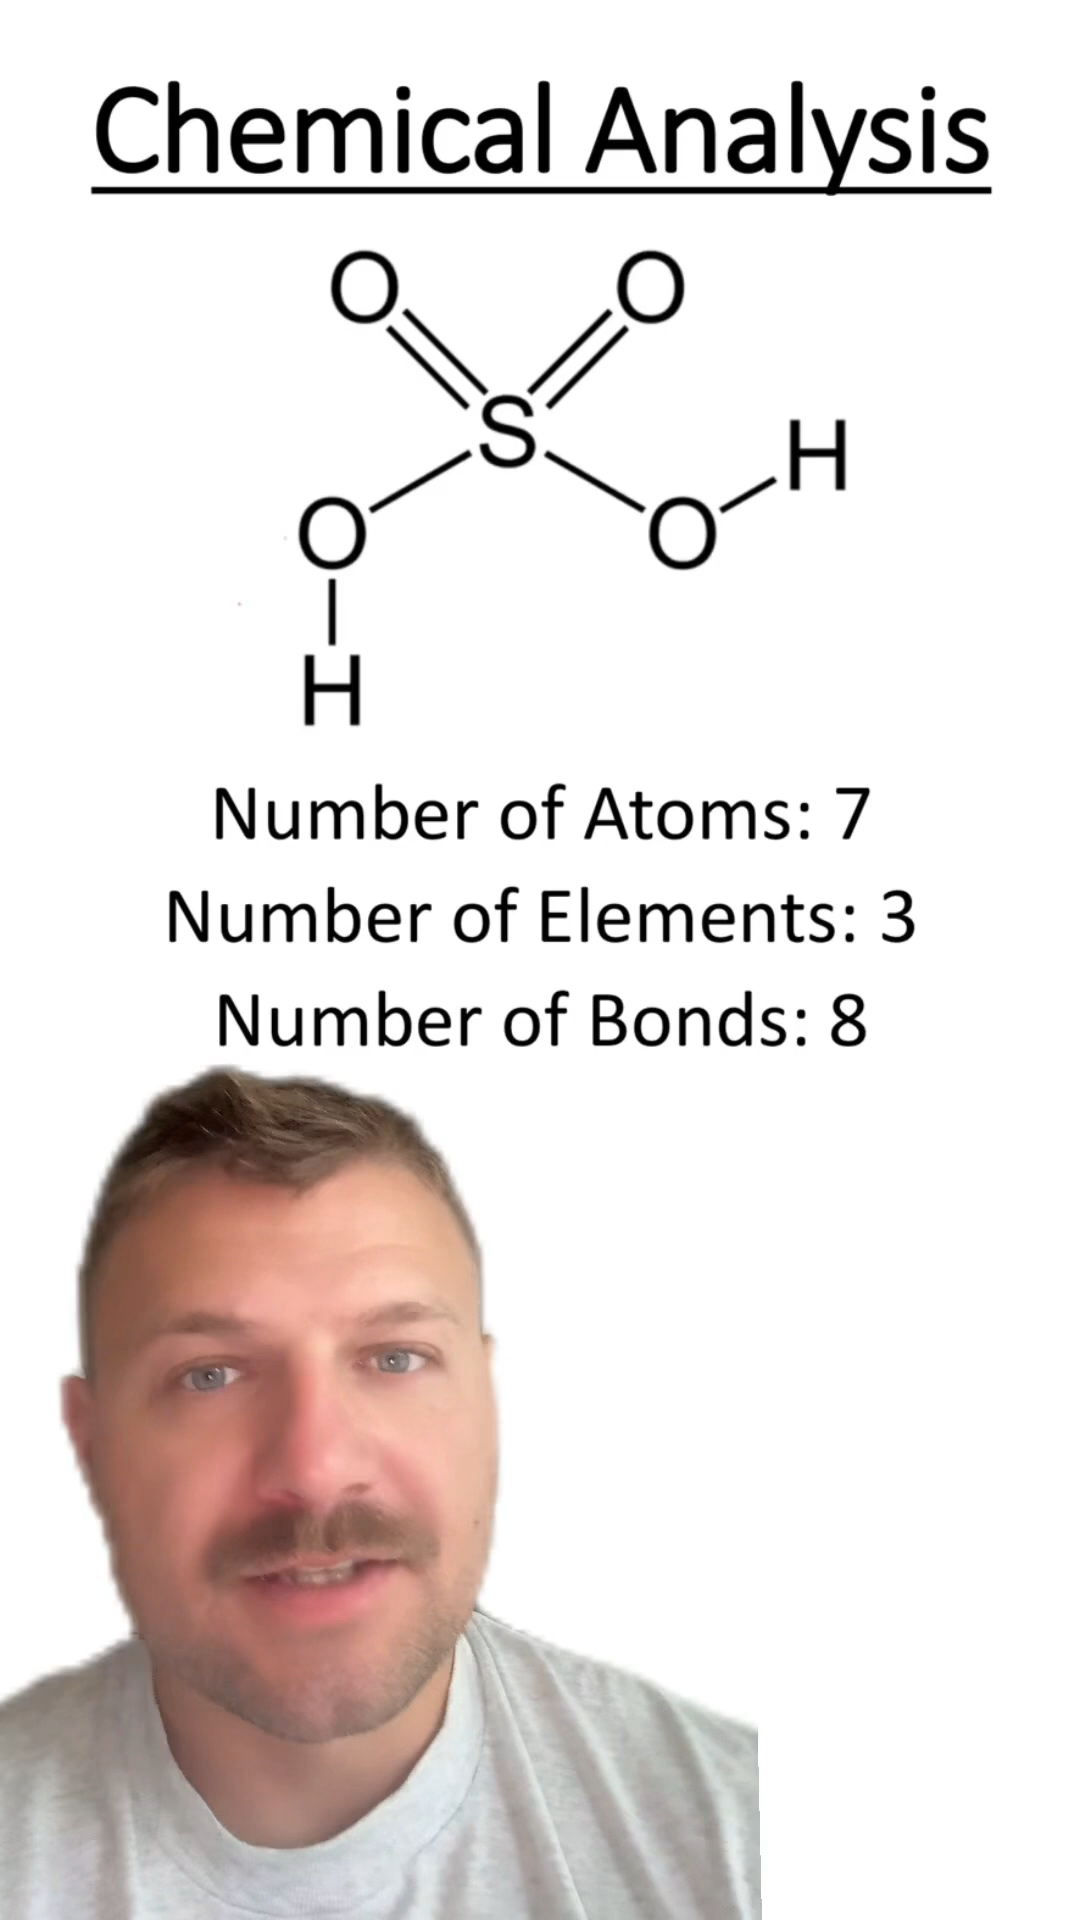 Chemical Analysis
O O
S
H
O O
H
Number of Atoms: 7
Number of Elements: 3
Number of Bonds: 8